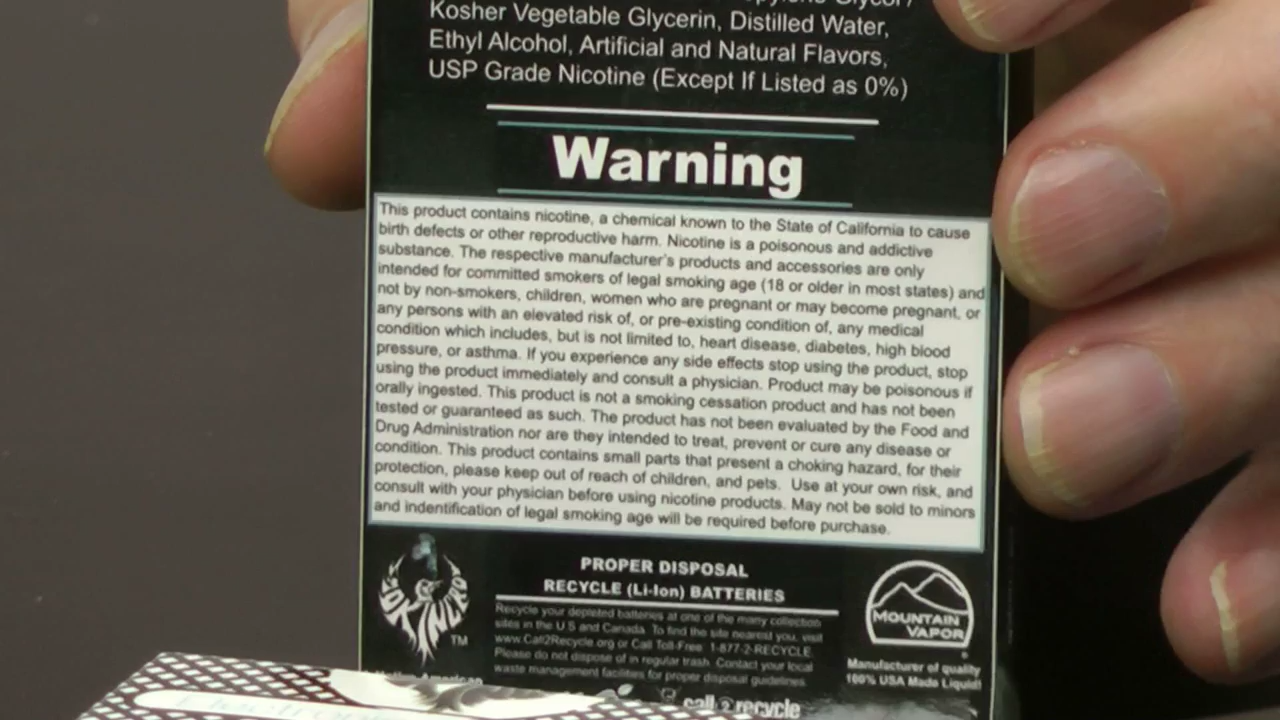 Kosher Vegetable Glycerin, Distilled Water,
Ethyl Alcohol, Artificial and Natural Flavors,
USP Grade Nicotine (Except If Listed as 0%)
Warning
This product contains nicotine, a chemical known to the State of California to cause
birth defects or other reproductive harm. Nicotine is a poisonous and addictive
substance. The respective manufacturer's products and accessories are only
intended for committed smokers of legal smoking age (18 or older in most states) and
not by non-smokers, children, women who are pregnant or may become pregnant, or
any persons with an elevated risk of, or pre-existing condition of, any medical
condition which includes, but is not limited to, heart disease, diabetes, high blood
pressure, or asthma. If you experience any side effects stop using the product, stop
using the product immediately and consult a physician. Product may be poisonous if
orally ingested. This product is not a smoking cessation product and has not been
tested or guaranteed as such. The product has not been evaluated by the Food and
Drug Administration nor are they intended to treat, prevent or cure any disease or
condition. This product contains small parts that present a choking hazard, for their
protection, please keep out of reach of children, and pets. Use at your own risk, and
consult with your physician before using nicotine products. May not be sold to minors
and indentification of legal smoking age will be required before purchase.
PROPER DISPOSAL
RECYCLE (Li-Ion) BATTERIES
Recycle your depleted batteries at one of the many collection
sites in the U S and Canada. To find the site nearest you, visit
www.Call2Recycle.org or Call Toll-Free 1-877-2-RECYCLE.
Please do not dispose of in regular trash. Contact your local
waste management facilities for proper disposal guidelines.
call 2 recycle
TM
Native American
MOUNTAIN
VAPOR
Manufacturer of quality
100% USA Made Liquid!